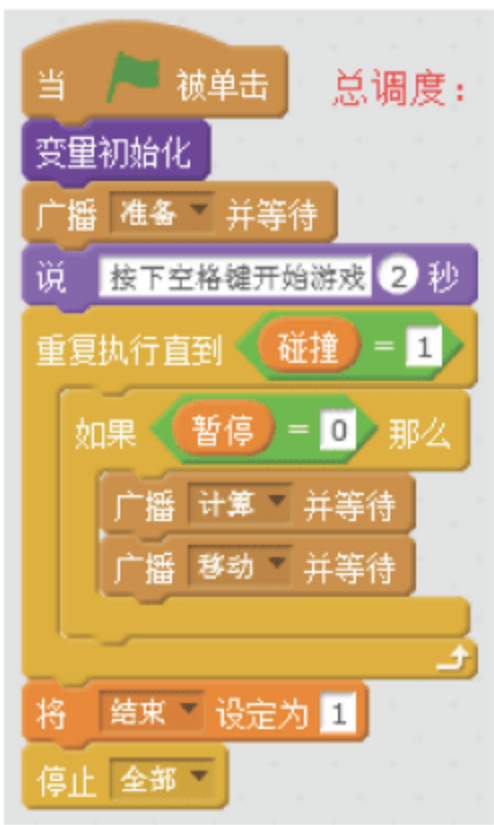 当 被单击 总调度：
变量初始化
广播 准备 并等待
说 按下空格键开始游戏 2 秒
重复执行直到 碰撞 = 1
如果 暂停 = 0 那么
广播 计算 并等待
广播 移动 并等待
将 结束 设定为 1
停止 全部